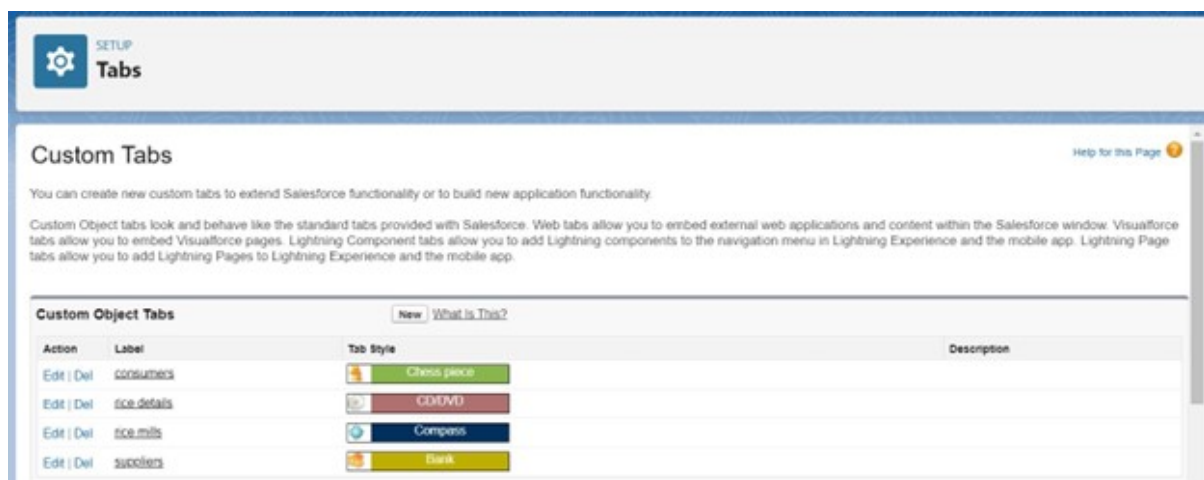 SETUP
Tabs
Custom Tabs
Help for this Page
You can create new custom tabs to extend Salesforce functionality or to build new application functionality.
Custom Object tabs look and behave like the standard tabs provided with Salesforce. Web tabs allow you to embed external web applications and content within the Salesforce window. Visualforce
tabs allow you to embed Visualforce pages. Lightning Component tabs allow you to add Lightning components to the navigation menu in Lightning Experience and the mobile app. Lightning Page
tabs allow you to add Lightning Pages to Lightning Experience and the mobile app.
Custom Object Tabs New What Is This?
Action Label Tab Style Description
Edit | Del consumers Chess piece
Edit | Del rice details CD/DVD
Edit | Del rice mills Compass
Edit | Del suppliers Bank